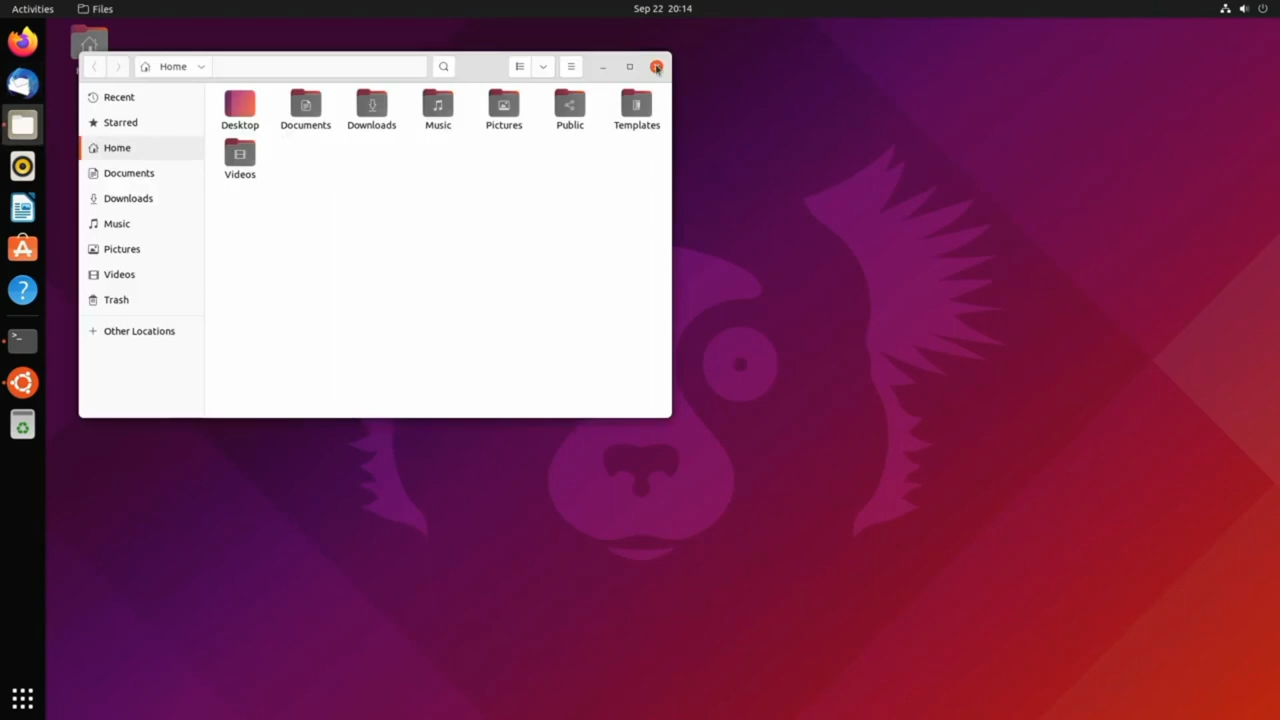 Activities Files Sep 22 20:14
Home
Recent
Starred
Home
Documents
Downloads
Music
Pictures
Videos
Trash
Other Locations
Desktop Documents Downloads Music Pictures Public Templates
Videos